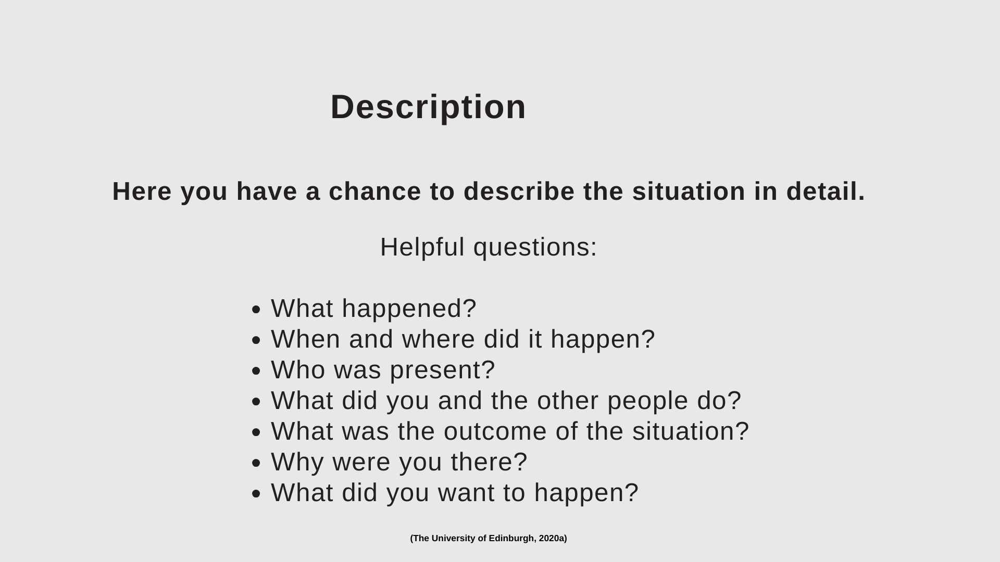 Description
Here you have a chance to describe the situation in detail.
Helpful questions:
• What happened?
• When and where did it happen?
• Who was present?
• What did you and the other people do?
• What was the outcome of the situation?
• Why were you there?
• What did you want to happen?
(The University of Edinburgh, 2020a)